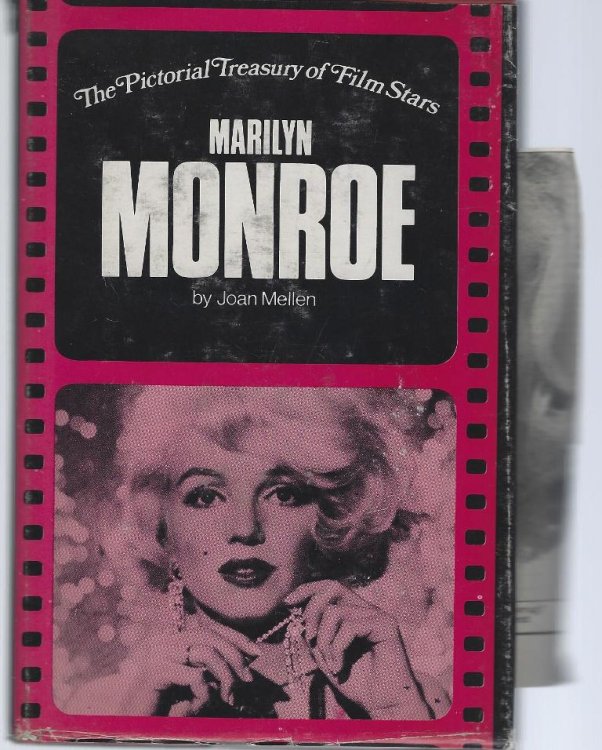 The Pictorial Treasury of Film Stars
MARILYN
MONROE
by Joan Mellen